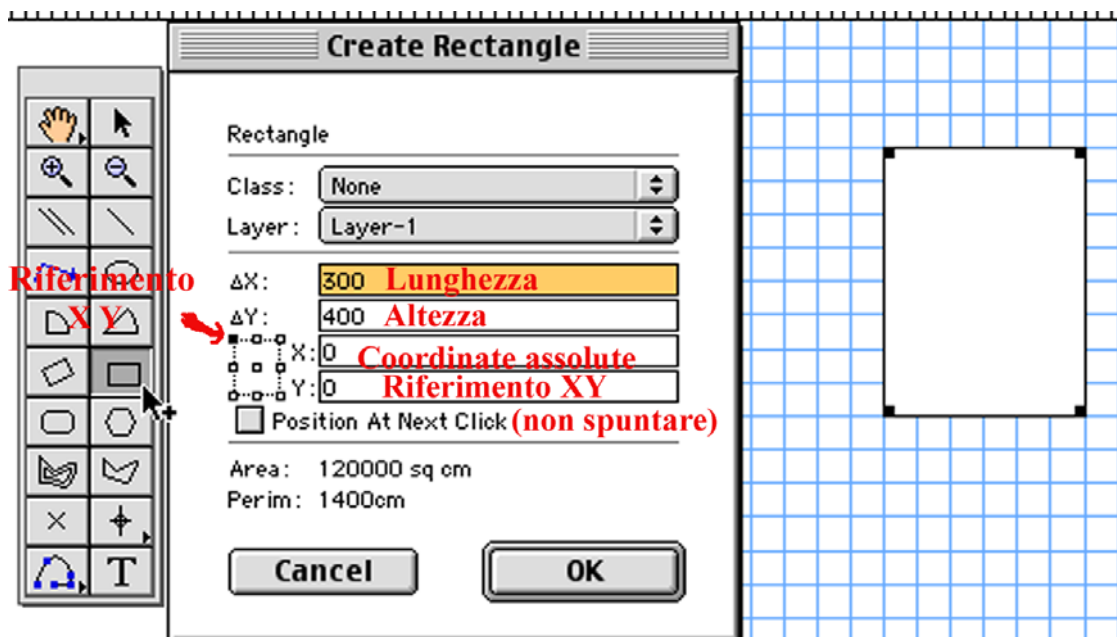 Create Rectangle
Rectangle
Class: None
Layer: Layer-1
Riferimento
X Y
ΔX: 300 Lunghezza
ΔY: 400 Altezza
X: 0 Coordinate assolute
Y: 0 Riferimento XY
Position At Next Click (non spuntare)
Area: 120000 sq cm
Perim: 1400cm
Cancel OK
T